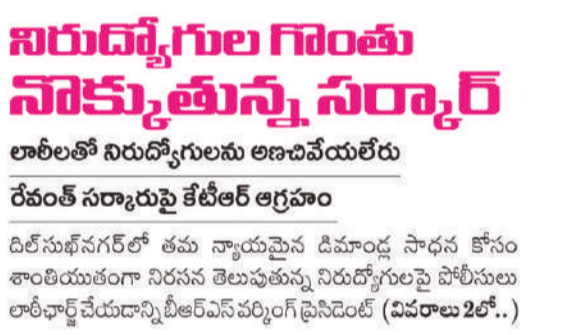 నిరుద్యోగుల గొంతు
నొక్కుతున్న సర్కార్
లాఠీలతో నిరుద్యోగులను అణచివేయలేరు
రేవంత్ సర్కారుపై కేటీఆర్ ఆగ్రహం
దిల్‌సుఖ్‌నగర్‌లో తమ న్యాయమైన డిమాండ్ల సాధన కోసం
శాంతియుతంగా నిరసన తెలుపుతున్న నిరుద్యోగులపై పోలీసులు
లాఠీఛార్జ్ చేయడాన్ని బీఆర్ఎస్ వర్కింగ్ ప్రెసిడెంట్ (వివరాలు 2లో..)